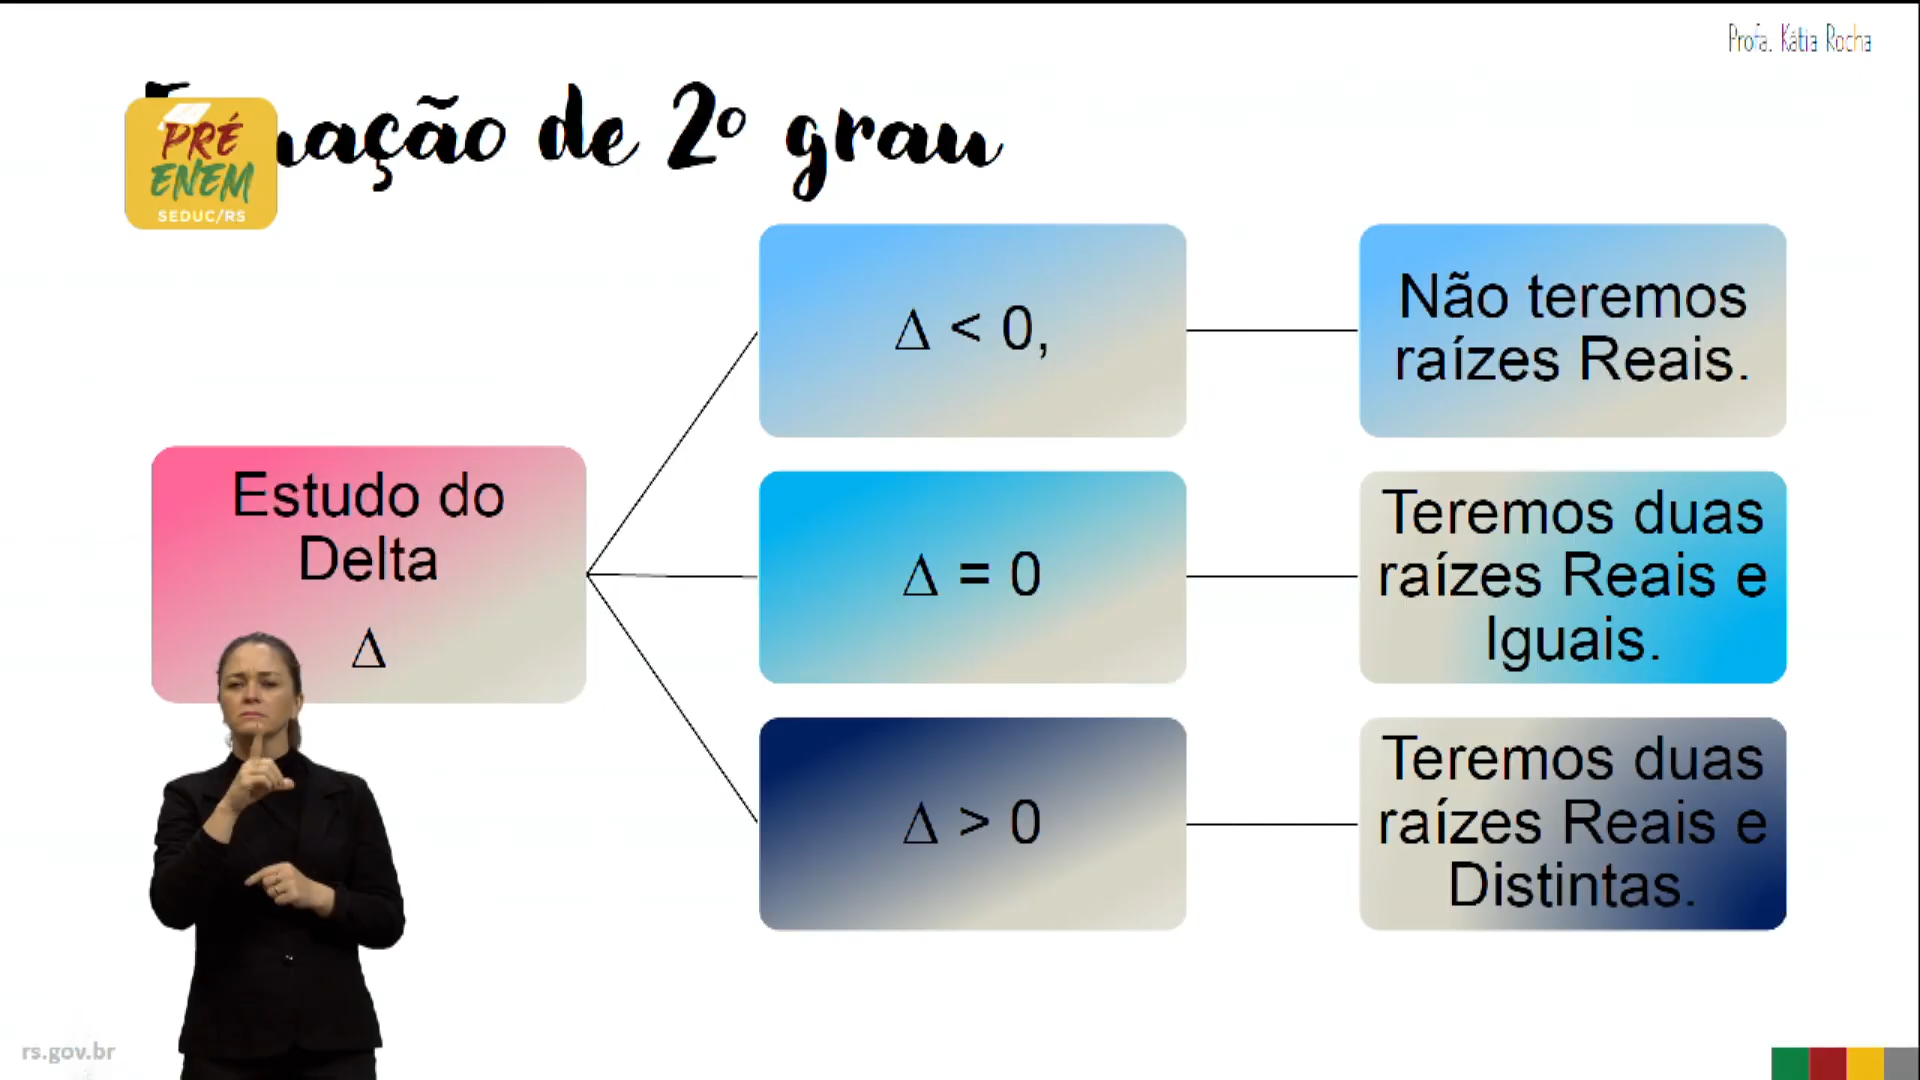 Profa. Kátia Rocha
de 2º grau
PRÉ
ENEM
SEDUC/RS
Δ < 0,
Não teremos
raízes Reais.
Estudo do
Delta
Δ
Δ = 0
Teremos duas
raízes Reais e
Iguais.
Δ > 0
Teremos duas
raízes Reais e
Distintas.
rs.gov.br